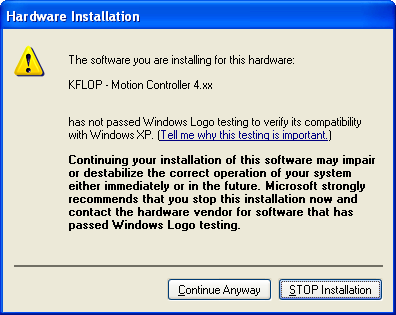 Hardware Installation
The software you are installing for this hardware:
KFLOP - Motion Controller 4.xx
has not passed Windows Logo testing to verify its compatibility
with Windows XP. (Tell me why this testing is important.)
Continuing your installation of this software may impair
or destabilize the correct operation of your system
either immediately or in the future. Microsoft strongly
recommends that you stop this installation now and
contact the hardware vendor for software that has
passed Windows Logo testing.
Continue Anyway
STOP Installation